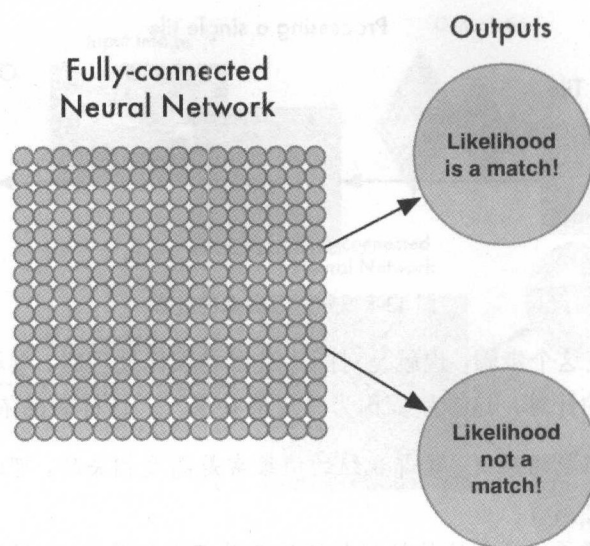 Outputs
Fully-connected
Neural Network
Likelihood
is a match!
Likelihood
not a
match!